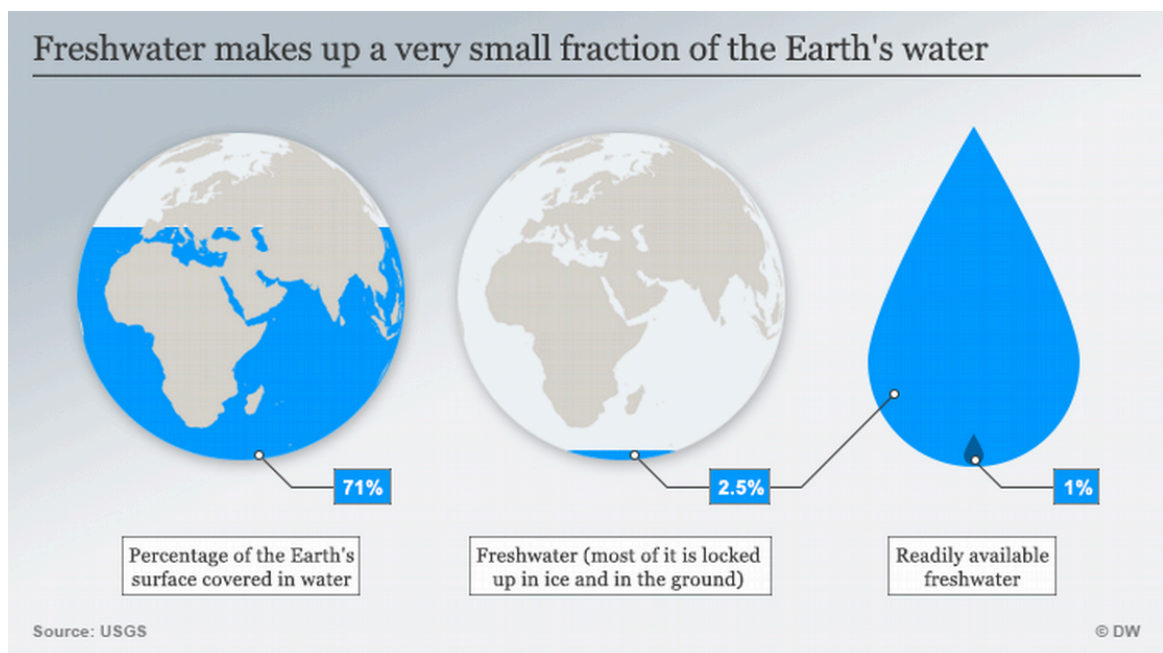 Freshwater makes up a very small fraction of the Earth's water
71%
2.5%
1%
Percentage of the Earth's
surface covered in water
Freshwater (most of it is locked
up in ice and in the ground)
Readily available
freshwater
Source: USGS
© DW